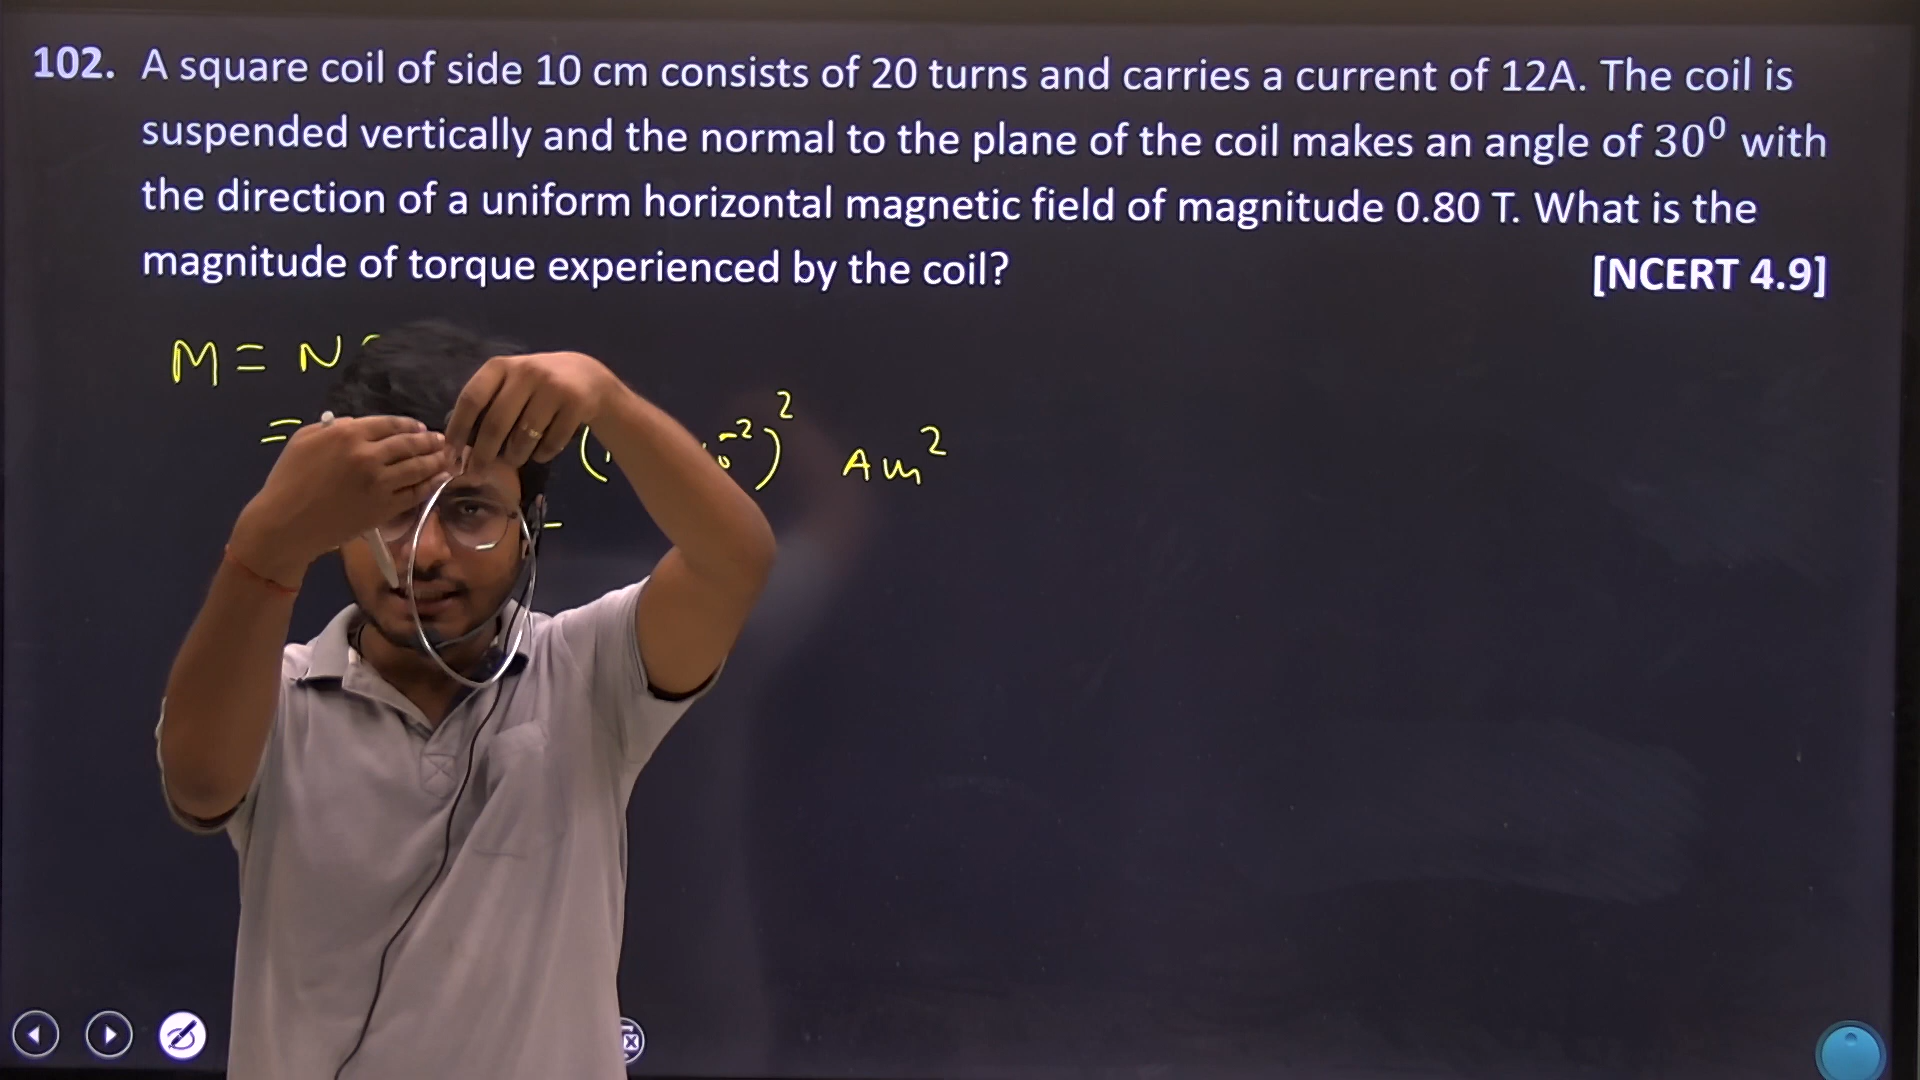 102. A square coil of side 10 cm consists of 20 turns and carries a current of 12A. The coil is
suspended vertically and the normal to the plane of the coil makes an angle of 30⁰ with
the direction of a uniform horizontal magnetic field of magnitude 0.80 T. What is the
magnitude of torque experienced by the coil? [NCERT 4.9]
M = N
= ( ⁻²)² Am²